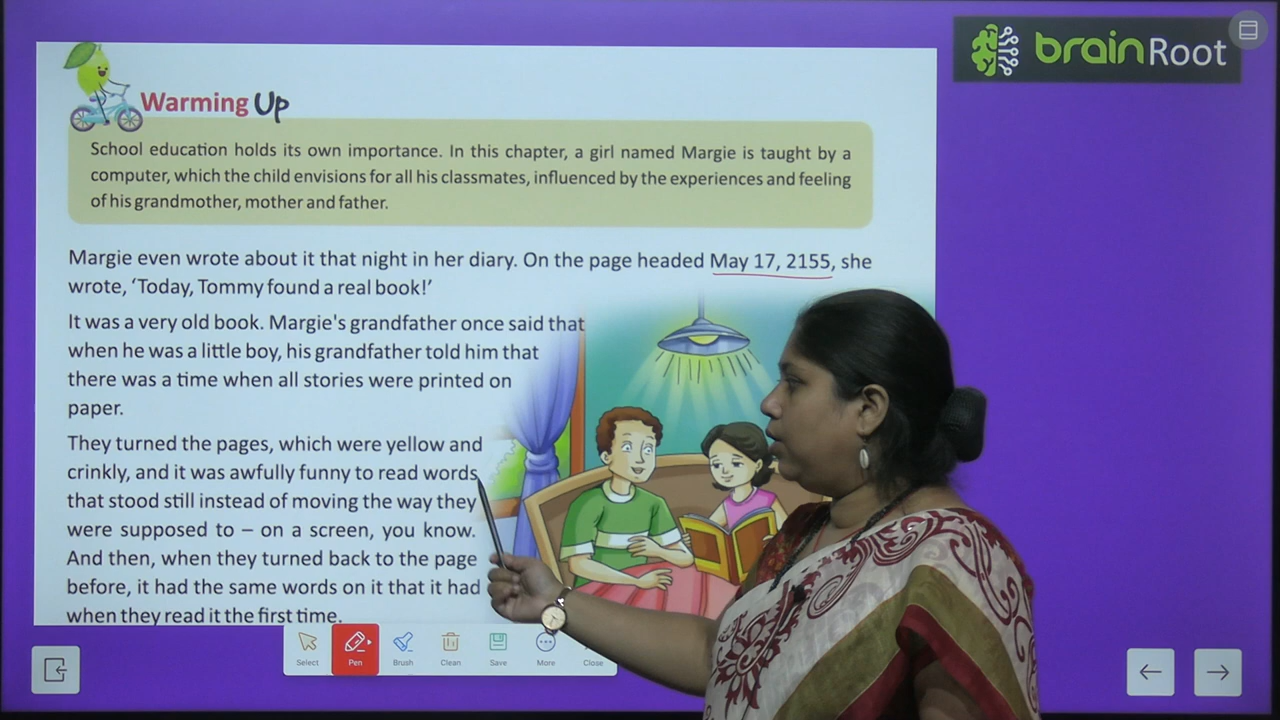 brainRoot
Warming Up
School education holds its own importance. In this chapter, a girl named Margie is taught by a
computer, which the child envisions for all his classmates, influenced by the experiences and feeling
of his grandmother, mother and father.
Margie even wrote about it that night in her diary. On the page headed May 17, 2155, she
wrote, ‘Today, Tommy found a real book!’
It was a very old book. Margie's grandfather once said that
when he was a little boy, his grandfather told him that
there was a time when all stories were printed on
paper.
They turned the pages, which were yellow and
crinkly, and it was awfully funny to read words
that stood still instead of moving the way they
were supposed to – on a screen, you know.
And then, when they turned back to the page
before, it had the same words on it that it had
when they read it the first time.
Select Pen Brush Clean Save More Close